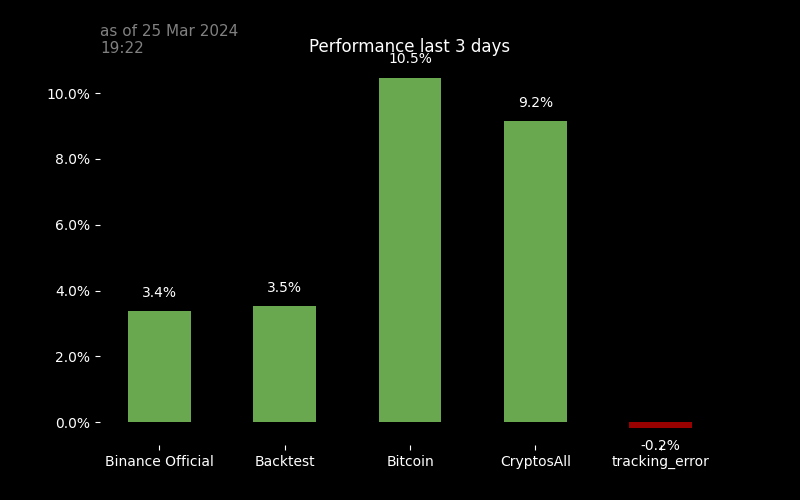 as of 25 Mar 2024
19:22
Performance last 3 days
10.5%
10.0%
9.2%
8.0%
6.0%
4.0%
3.4%
3.5%
2.0%
0.0%
-0.2%
Binance Official
Backtest
Bitcoin
CryptosAll
tracking_error